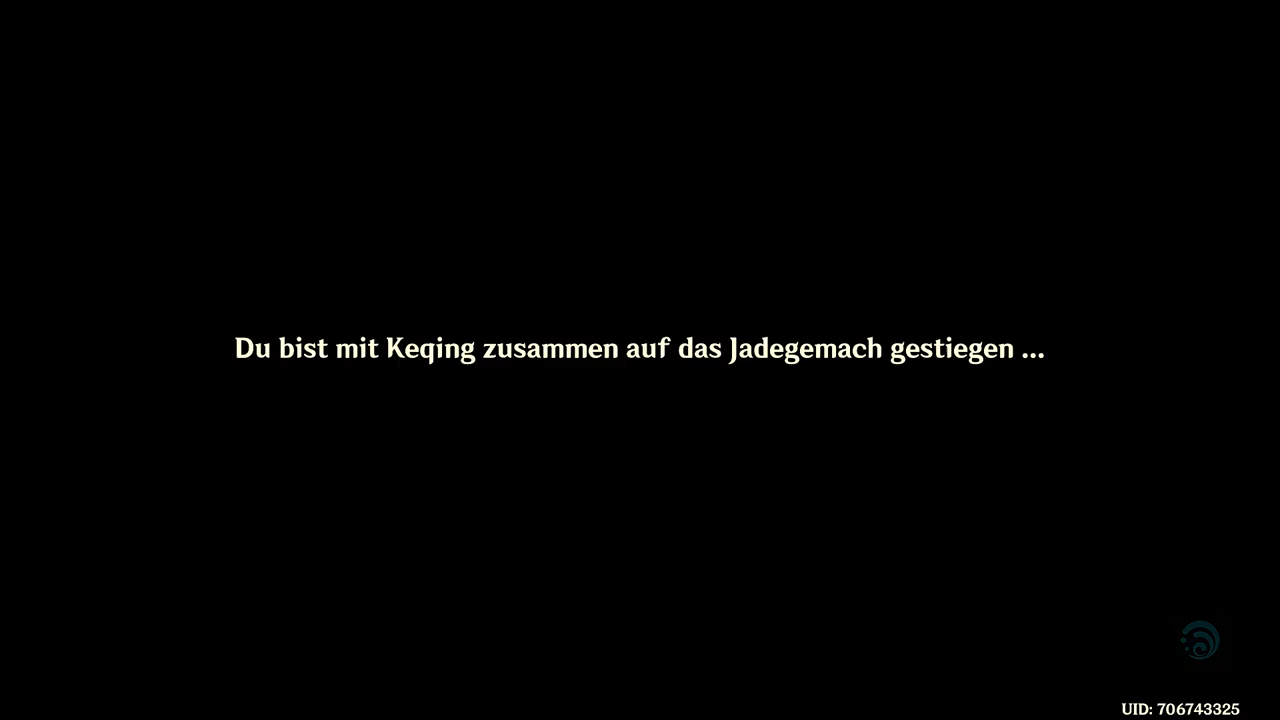 Du bist mit Keqing zusammen auf das Jadegemach gestiegen ...
UID: 706743325